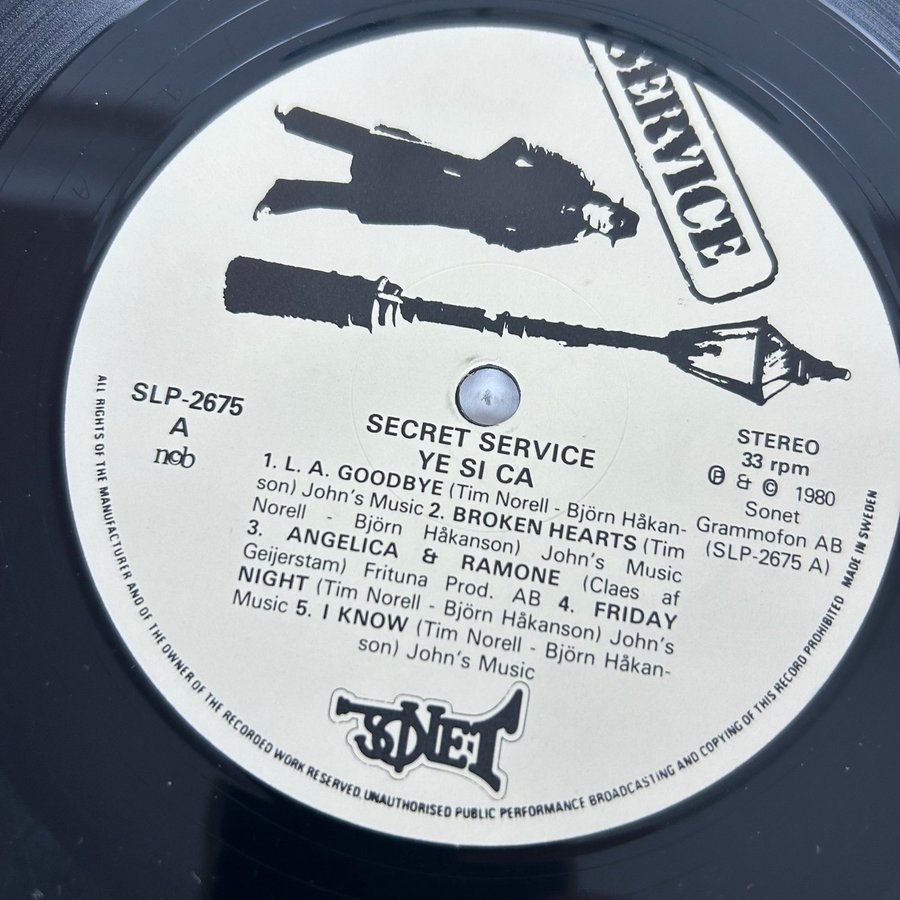 SERVICE
SLP-2675
A
ncb
SECRET SERVICE
YE SI CA
STEREO
33 rpm
Ⓟ & © 1980
Sonet
Grammofon AB
(SLP-2675 A)
1. L. A. GOODBYE (Tim Norell - Björn Håkan-
son) John's Music 2. BROKEN HEARTS (Tim
Norell - Björn Håkanson) John's Music
3. ANGELICA & RAMONE (Claes af
Geijerstam) Frituna Prod. AB 4. FRIDAY
NIGHT (Tim Norell - Björn Håkanson) John's
Music 5. I KNOW (Tim Norell - Björn Håkan-
son) John's Music
SONET
ALL RIGHTS OF THE MANUFACTURER AND OF THE OWNER OF THE RECORDED WORK RESERVED. UNAUTHORISED PUBLIC PERFORMANCE BROADCASTING AND COPYING OF THIS RECORD PROHIBITED MADE IN SWEDEN